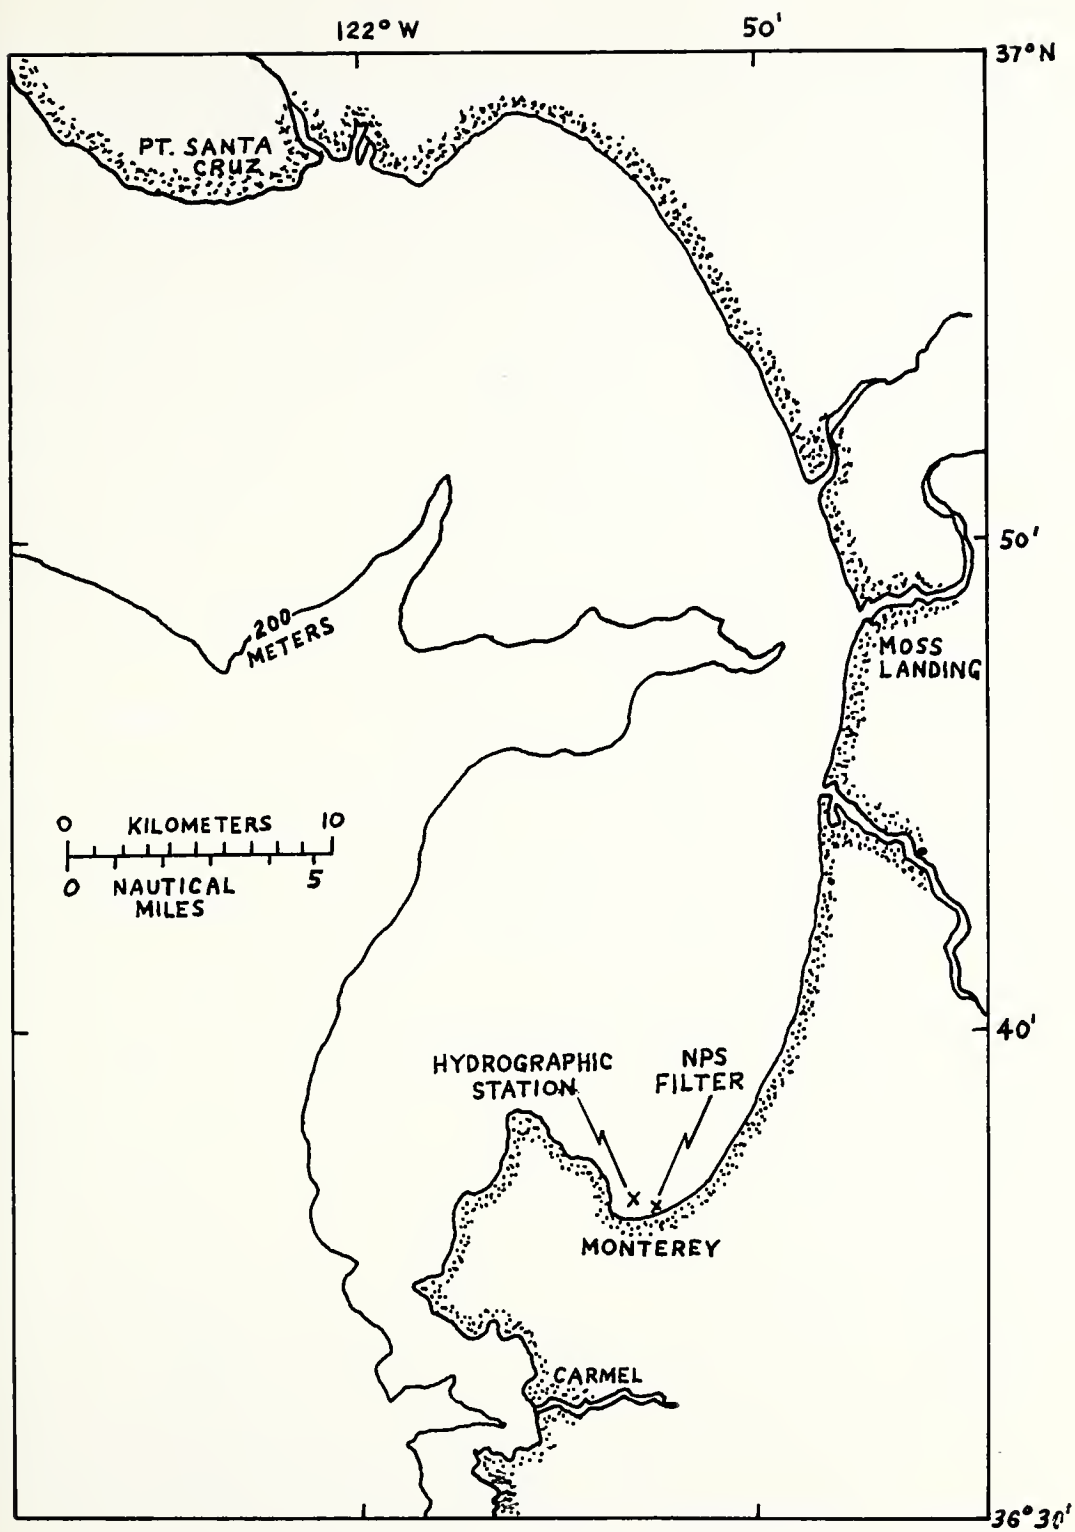 122° W
50'
37° N
PT. SANTA
CRUZ
50'
200
METERS
MOSS
LANDING
0 KILOMETERS 10
0 NAUTICAL 5
MILES
40'
HYDROGRAPHIC
STATION
NPS
FILTER
MONTEREY
CARMEL
36° 30'